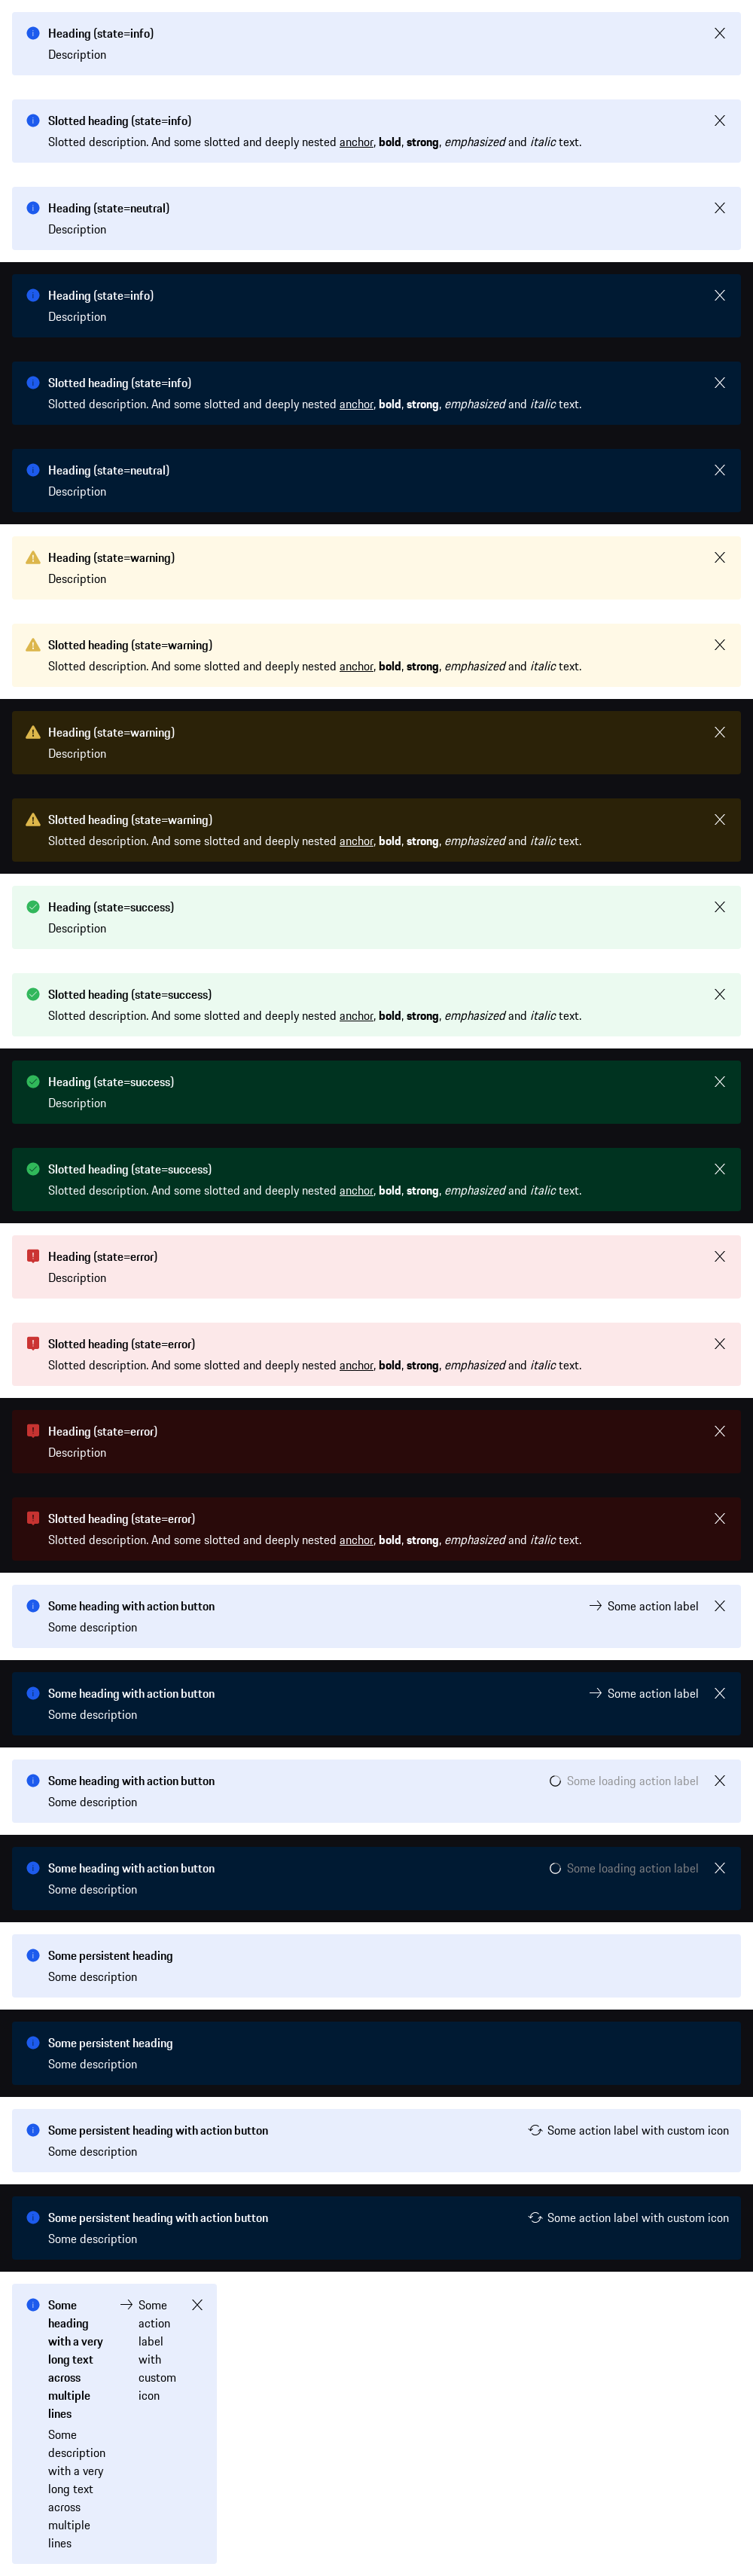 Heading (state=info)
Description
Slotted heading (state=info)
Slotted description. And some slotted and deeply nested anchor, bold, strong, emphasized and italic text.
Heading (state=neutral)
Description
Heading (state=info)
Description
Slotted heading (state=info)
Slotted description. And some slotted and deeply nested anchor, bold, strong, emphasized and italic text.
Heading (state=neutral)
Description
Heading (state=warning)
Description
Slotted heading (state=warning)
Slotted description. And some slotted and deeply nested anchor, bold, strong, emphasized and italic text.
Heading (state=warning)
Description
Slotted heading (state=warning)
Slotted description. And some slotted and deeply nested anchor, bold, strong, emphasized and italic text.
Heading (state=success)
Description
Slotted heading (state=success)
Slotted description. And some slotted and deeply nested anchor, bold, strong, emphasized and italic text.
Heading (state=success)
Description
Slotted heading (state=success)
Slotted description. And some slotted and deeply nested anchor, bold, strong, emphasized and italic text.
Heading (state=error)
Description
Slotted heading (state=error)
Slotted description. And some slotted and deeply nested anchor, bold, strong, emphasized and italic text.
Heading (state=error)
Description
Slotted heading (state=error)
Slotted description. And some slotted and deeply nested anchor, bold, strong, emphasized and italic text.
Some heading with action button
Some action label
Some description
Some heading with action button
Some action label
Some description
Some heading with action button
Some loading action label
Some description
Some heading with action button
Some loading action label
Some description
Some persistent heading
Some description
Some persistent heading
Some description
Some persistent heading with action button
Some action label with custom icon
Some description
Some persistent heading with action button
Some action label with custom icon
Some description
Some
heading
with a very
long text
across
multiple
lines
Some
description
with a very
long text
across
multiple
lines
Some
action
label
with
custom
icon